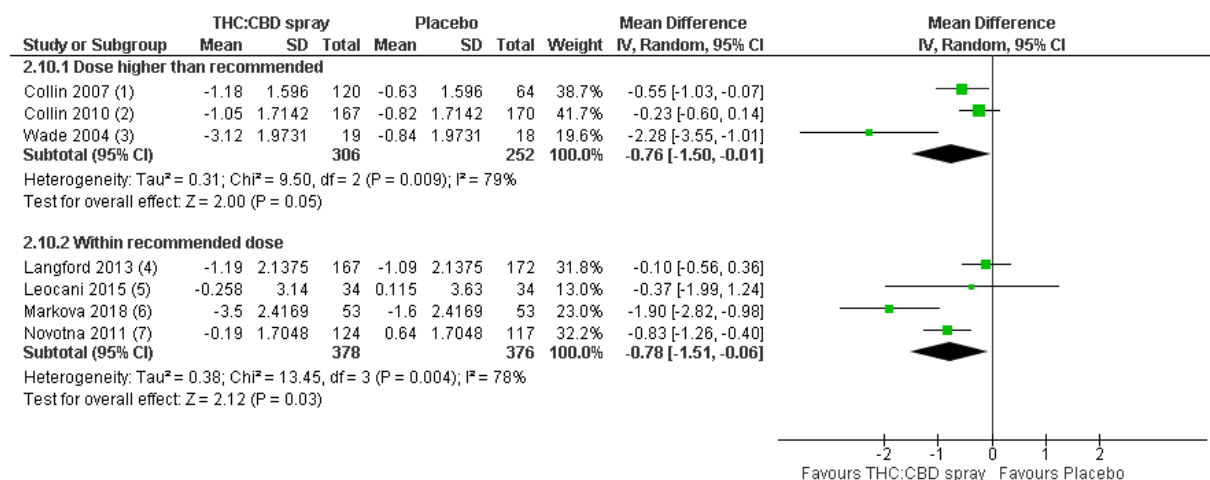 THC:CBD spray Placebo Mean Difference Mean Difference
Study or Subgroup Mean SD Total Mean SD Total Weight IV, Random, 95% CI IV, Random, 95% CI
2.10.1 Dose higher than recommended
Collin 2007 (1) -1.18 1.596 120 -0.63 1.596 64 38.7% -0.55 [-1.03, -0.07]
Collin 2010 (2) -1.05 1.7142 167 -0.82 1.7142 170 41.7% -0.23 [-0.60, 0.14]
Wade 2004 (3) -3.12 1.9731 19 -0.84 1.9731 18 19.6% -2.28 [-3.55, -1.01]
Subtotal (95% CI) 306 252 100.0% -0.76 [-1.50, -0.01]
Heterogeneity: Tau² = 0.31; Chi² = 9.50, df = 2 (P = 0.009); I² = 79%
Test for overall effect: Z = 2.00 (P = 0.05)
2.10.2 Within recommended dose
Langford 2013 (4) -1.19 2.1375 167 -1.09 2.1375 172 31.8% -0.10 [-0.56, 0.36]
Leocani 2015 (5) -0.258 3.14 34 0.115 3.63 34 13.0% -0.37 [-1.99, 1.24]
Markova 2018 (6) -3.5 2.4169 53 -1.6 2.4169 53 23.0% -1.90 [-2.82, -0.98]
Novotna 2011 (7) -0.19 1.7048 124 0.64 1.7048 117 32.2% -0.83 [-1.26, -0.40]
Subtotal (95% CI) 378 376 100.0% -0.78 [-1.51, -0.06]
Heterogeneity: Tau² = 0.38; Chi² = 13.45, df = 3 (P = 0.004); I² = 78%
Test for overall effect: Z = 2.12 (P = 0.03)
-2 -1 0 1 2
Favours THC:CBD spray Favours Placebo